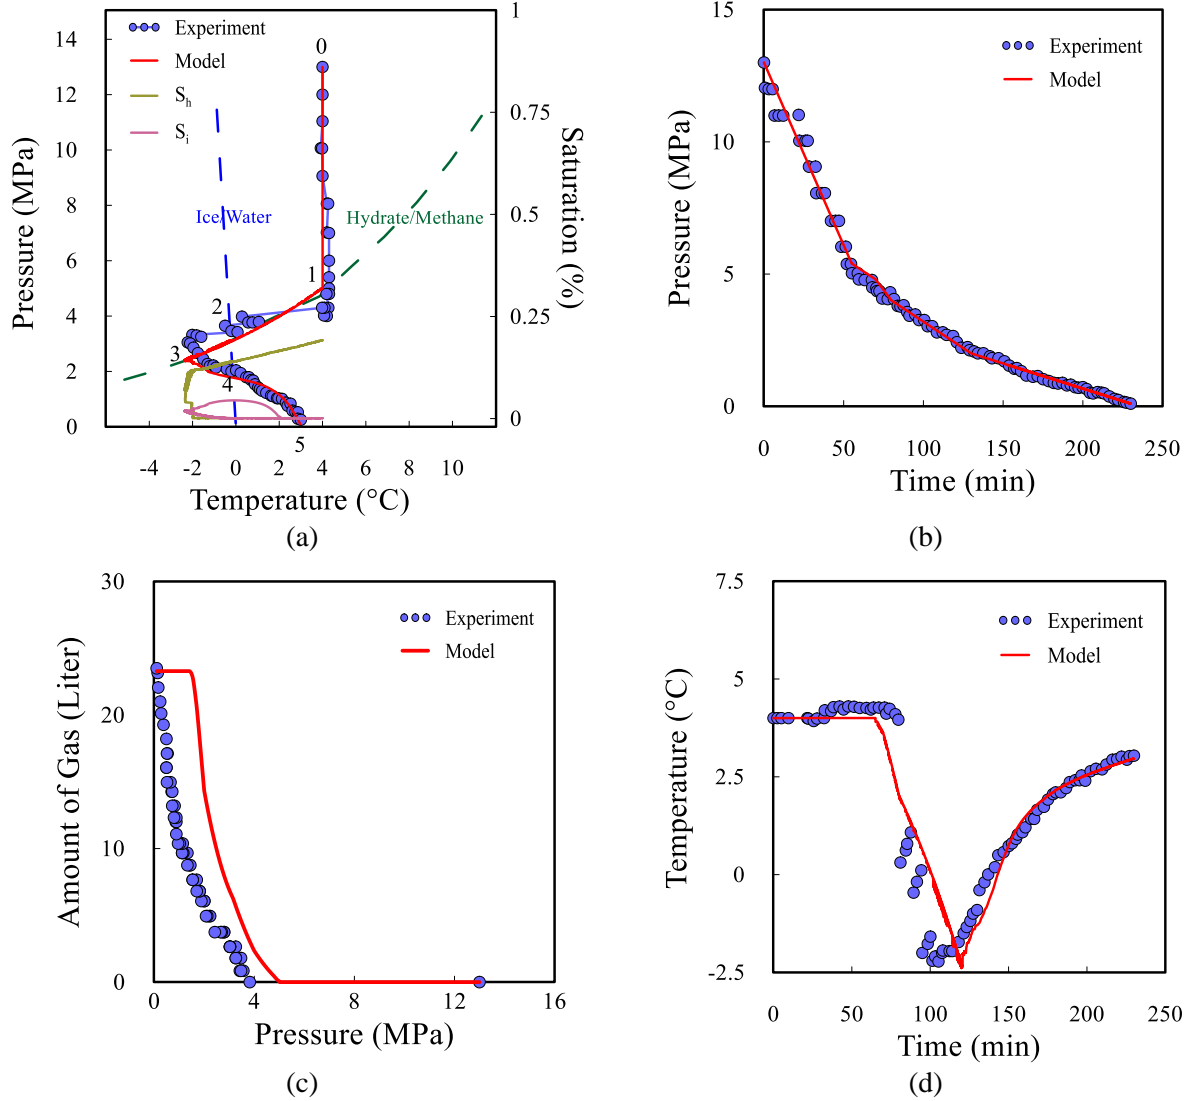 14
12
10
8
6
4
2
0
Pressure (MPa)
Experiment
Model
S_h
S_i
0
1
2
3
4
5
Ice/Water
Hydrate/Methane
1
0.75
0.5
0.25
0
Saturation (%)
-4 -2 0 2 4 6 8 10
Temperature (°C)
(a)
15
10
5
0
Pressure (MPa)
Experiment
Model
0 50 100 150 200 250
Time (min)
(b)
30
20
10
0
Amount of Gas (Liter)
Experiment
Model
0 4 8 12 16
Pressure (MPa)
(c)
7.5
5
2.5
0
-2.5
Temperature (°C)
Experiment
Model
0 50 100 150 200 250
Time (min)
(d)